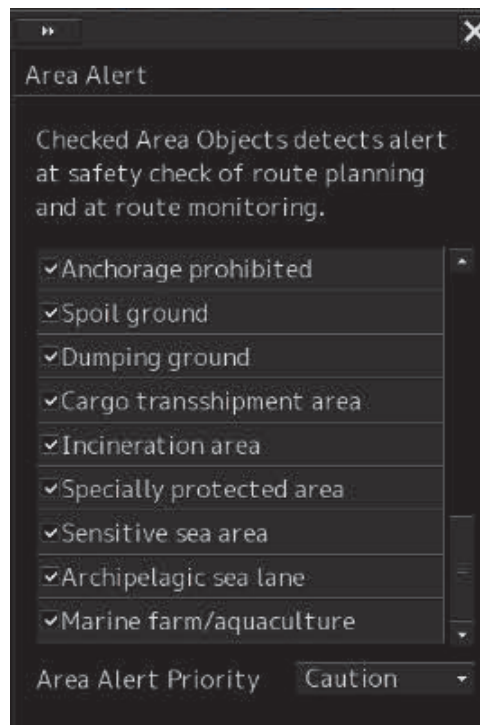 Area Alert
Checked Area Objects detects alert
at safety check of route planning
and at route monitoring.
Anchorage prohibited
Spoil ground
Dumping ground
Cargo transshipment area
Incineration area
Specially protected area
Sensitive sea area
Archipelagic sea lane
Marine farm/aquaculture
Area Alert Priority Caution